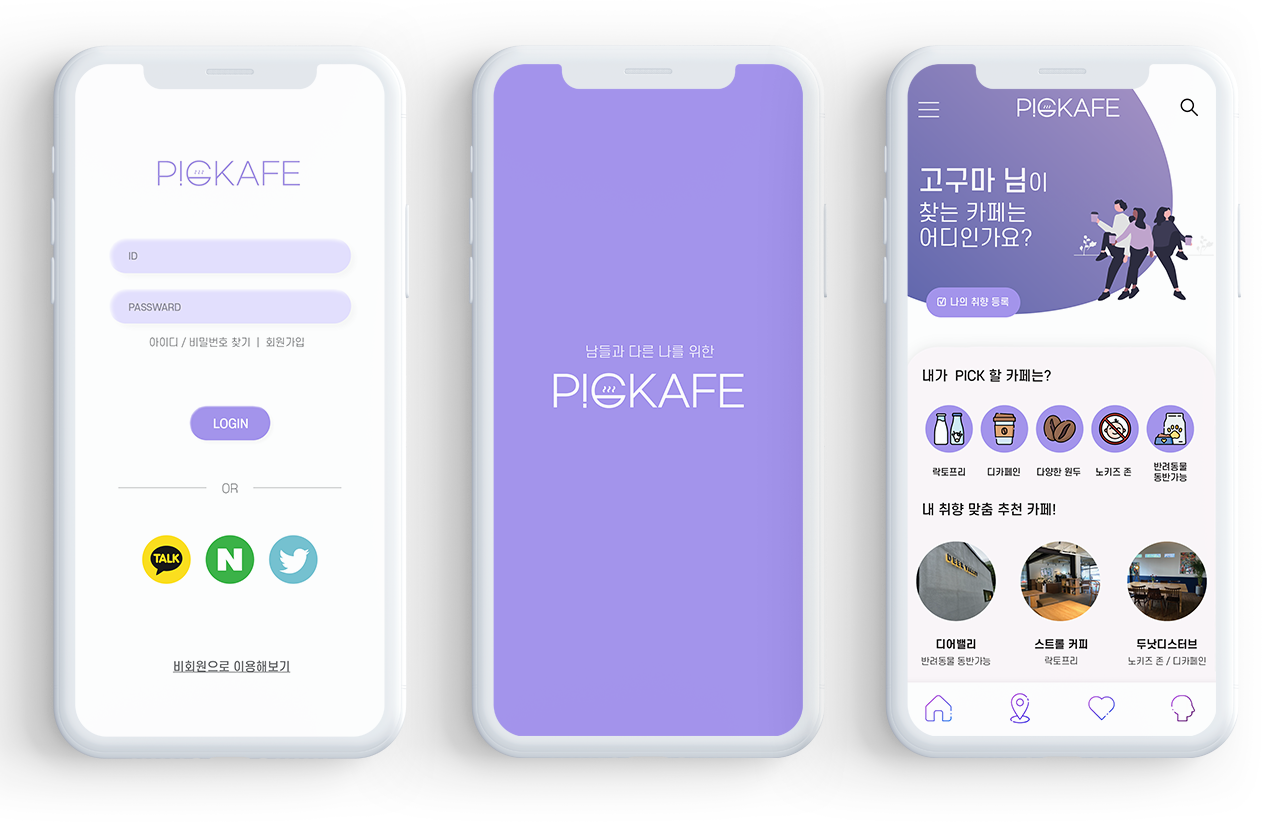 P!CKAFE
ID
PASSWARD
아이디 / 비밀번호 찾기 | 회원가입
LOGIN
OR
TALK
N
비회원으로 이용해보기
남들과 다른 나를 위한
P!CKAFE
P!CKAFE
고구마 님이
찾는 카페는
어디인가요?
나의 취향 등록
내가 PICK 할 카페는?
락토프리
디카페인
다양한 원두
노키즈 존
반려동물
동반가능
내 취향 맞춤 추천 카페!
디어밸리
반려동물 동반가능
스트롤 커피
락토프리
두낫디스터브
노키즈 존 / 디카페인